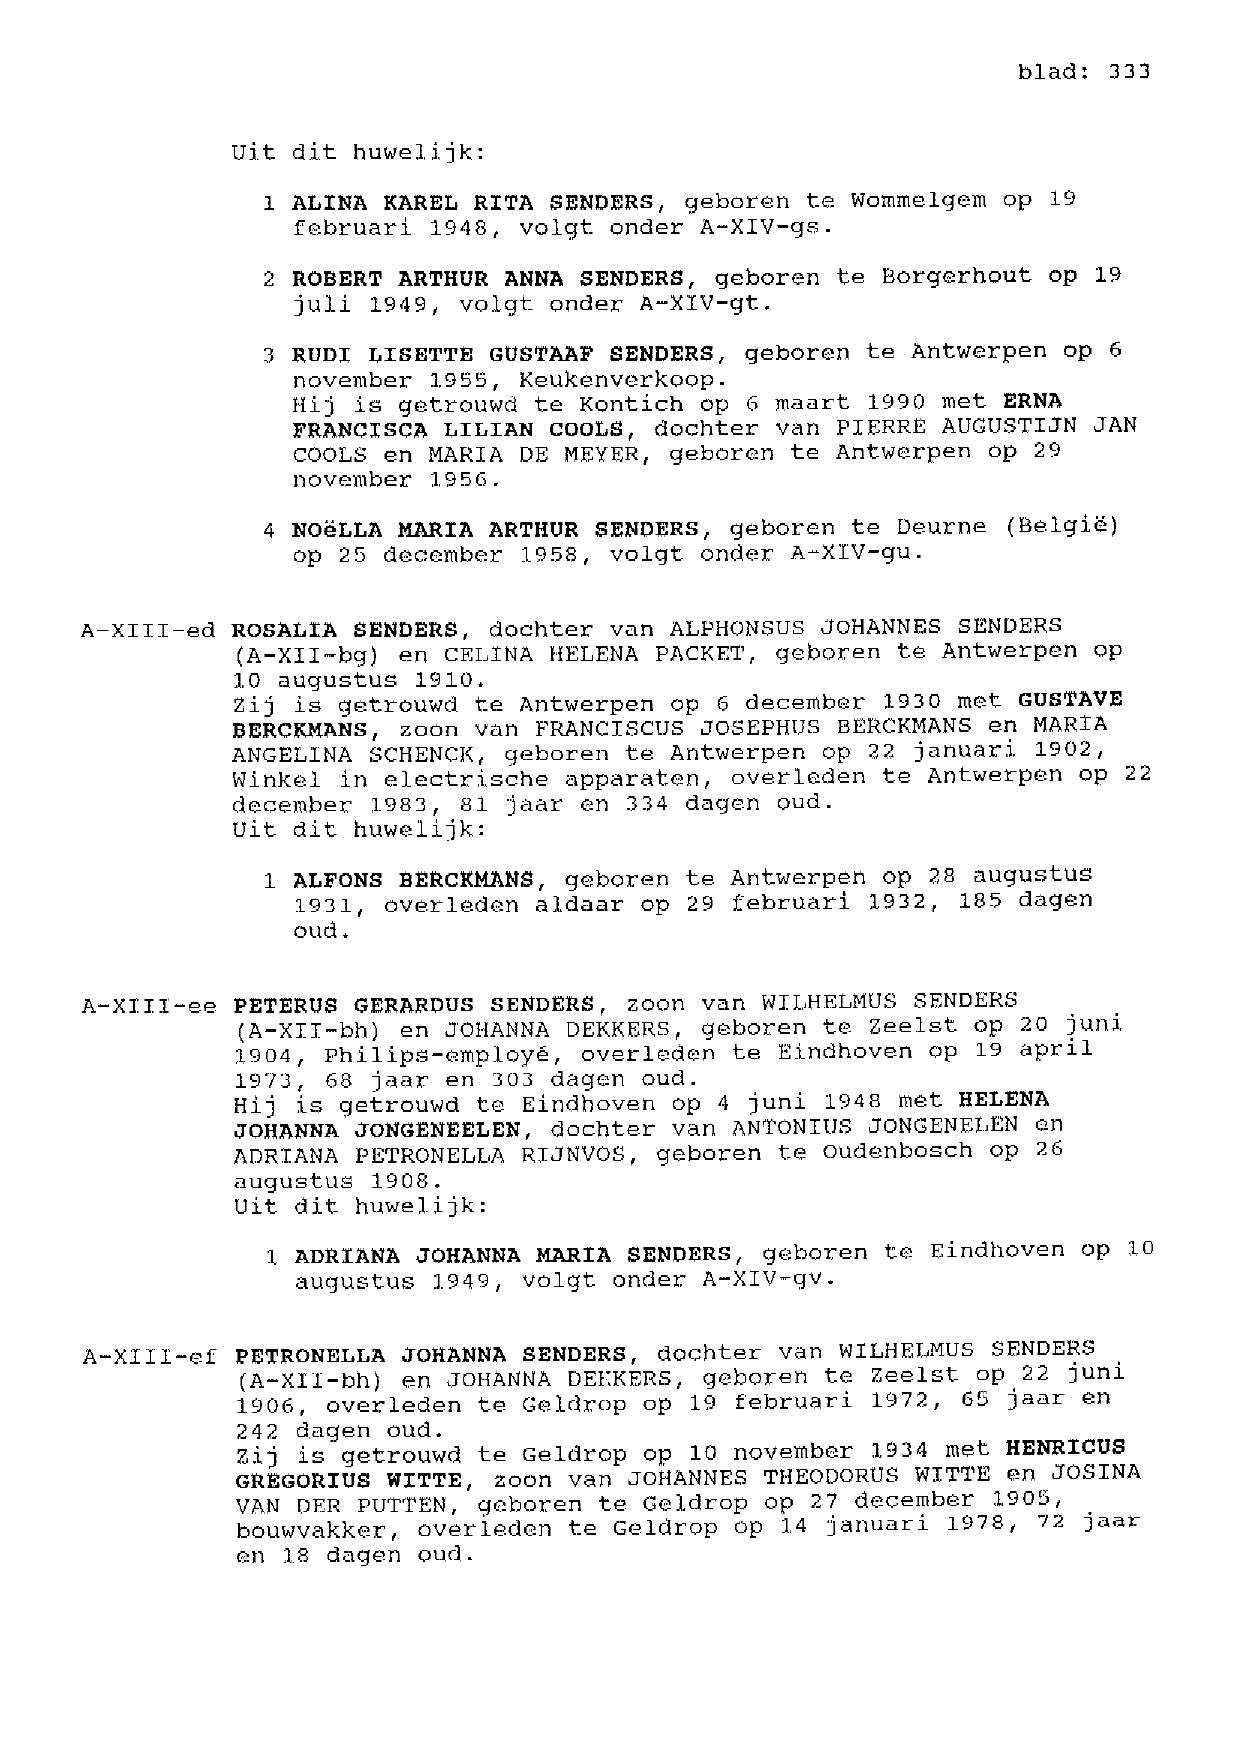 blad: 333
Uit dit huwelijk:
1 ALINA KAREL RITA SENDERS, geboren te Wommelgem op 19
februari 1948, volgt onder A-XIV-gs.
2 ROBERT ARTHUR ANNA SENDERS, geboren te Borgerhout op 19
juli 1949, volgt onder A-XIV-gt.
3 RUDI LISETTE GUSTAAF SENDERS, geboren te Antwerpen op 6
november 1955, Keukenverkoop.
Hij is getrouwd te Kontich op 6 maart 1990 met ERNA
FRANCISCA LILIAN COOLS, dochter van PIERRE AUGUSTIJN JAN
COOLS en MARIA DE MEYER, geboren te Antwerpen op 29
november 1956.
4 NOëLLA MARIA ARTHUR SENDERS, geboren te Deurne (België)
op 25 december 1958, volgt onder A-XIV-gu.
A-XIII-ed ROSALIA SENDERS, dochter van ALPHONSUS JOHANNES SENDERS
(A-XII-bg) en CELINA HELENA PACKET, geboren te Antwerpen op
10 augustus 1910.
Zij is getrouwd te Antwerpen op 6 december 1930 met GUSTAVE
BERCKMANS, zoon van FRANCISCUS JOSEPHUS BERCKMANS en MARIA
ANGELINA SCHENCK, geboren te Antwerpen op 22 januari 1902,
Winkel in electrische apparaten, overleden te Antwerpen op 22
december 1983, 81 jaar en 334 dagen oud.
Uit dit huwelijk:
1 ALFONS BERCKMANS, geboren te Antwerpen op 28 augustus
1931, overleden aldaar op 29 februari 1932, 185 dagen
oud.
A-XIII-ee PETERUS GERARDUS SENDERS, zoon van WILHELMUS SENDERS
(A-XII-bh) en JOHANNA DEKKERS, geboren te Zeelst op 20 juni
1904, Philips-employé, overleden te Eindhoven op 19 april
1973, 68 jaar en 303 dagen oud.
Hij is getrouwd te Eindhoven op 4 juni 1948 met HELENA
JOHANNA JONGENEELEN, dochter van ANTONIUS JONGENELEN en
ADRIANA PETRONELLA RIJNVOS, geboren te Oudenbosch op 26
augustus 1908.
Uit dit huwelijk:
1 ADRIANA JOHANNA MARIA SENDERS, geboren te Eindhoven op 10
augustus 1949, volgt onder A-XIV-gv.
A-XIII-ef PETRONELLA JOHANNA SENDERS, dochter van WILHELMUS SENDERS
(A-XII-bh) en JOHANNA DEKKERS, geboren te Zeelst op 22 juni
1906, overleden te Geldrop op 19 februari 1972, 65 jaar en
242 dagen oud.
Zij is getrouwd te Geldrop op 10 november 1934 met HENRICUS
GREGORIUS WITTE, zoon van JOHANNES THEODORUS WITTE en JOSINA
VAN DER PUTTEN, geboren te Geldrop op 27 december 1905,
bouwvakker, overleden te Geldrop op 14 januari 1978, 72 jaar
en 18 dagen oud.